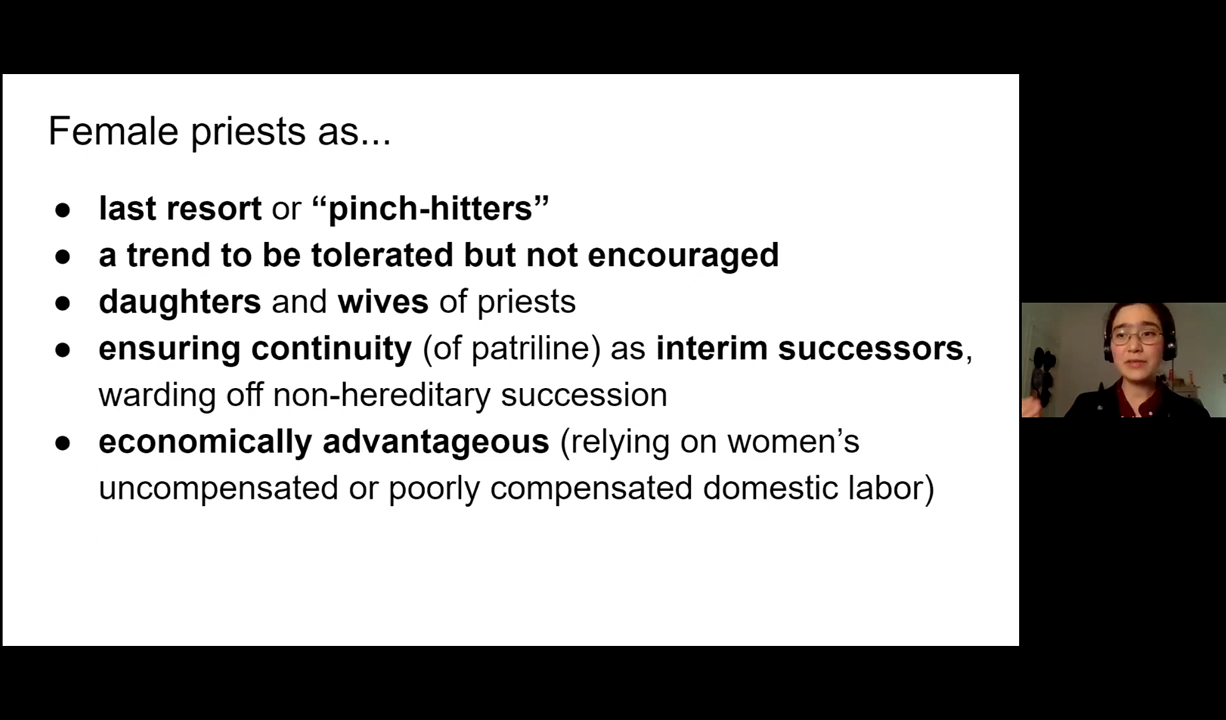 Female priests as...
● last resort or “pinch-hitters”
● a trend to be tolerated but not encouraged
● daughters and wives of priests
● ensuring continuity (of patriline) as interim successors,
warding off non-hereditary succession
● economically advantageous (relying on women’s
uncompensated or poorly compensated domestic labor)